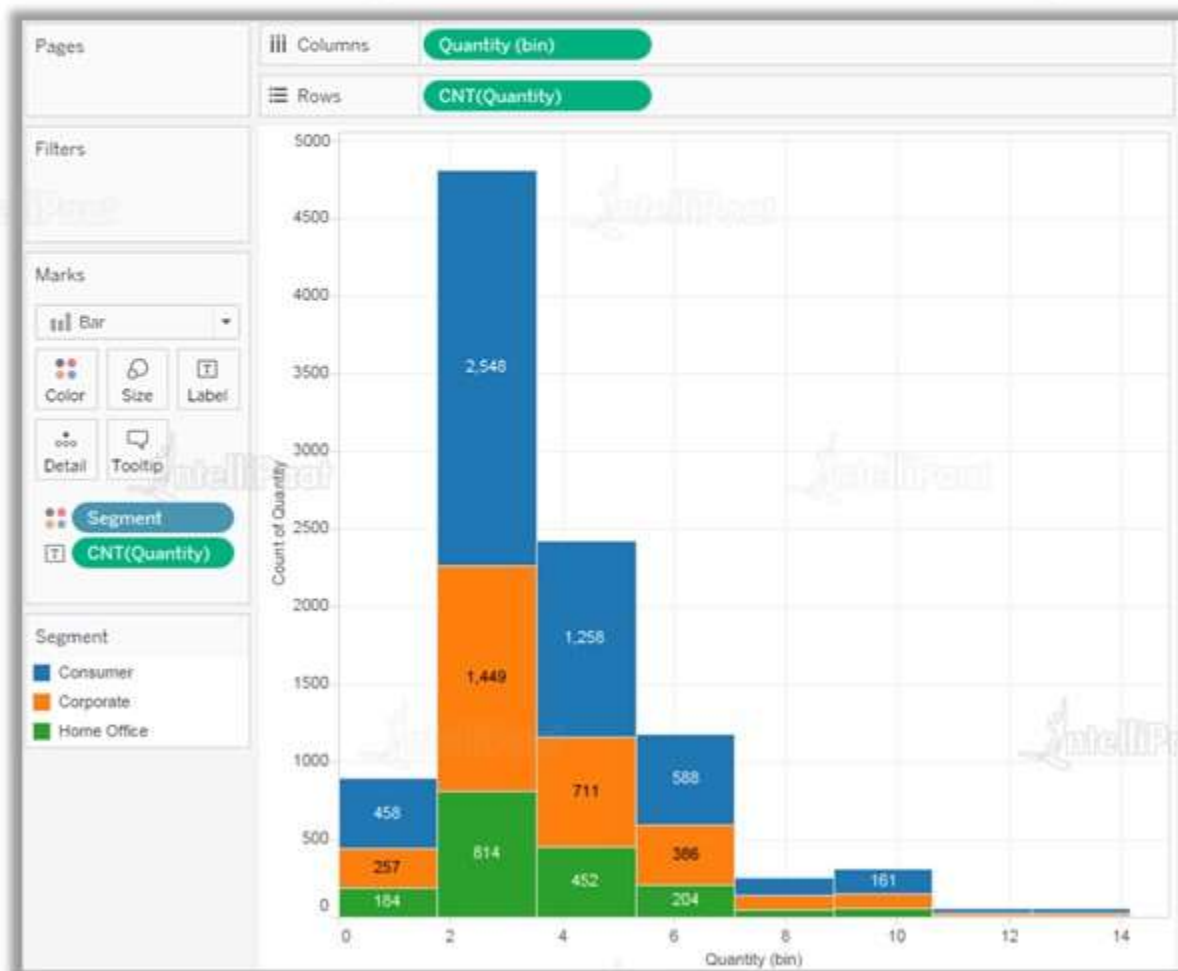 Pages
Columns
Quantity (bin)
Rows
CNT(Quantity)
Filters
Marks
Bar
Color
Size
Label
Detail
Tooltip
Segment
CNT(Quantity)
Segment
Consumer
Corporate
Home Office
5000
4500
4000
3500
3000
2500
2000
1500
1000
500
0
Count of Quantity
2,548
1,449
814
1,258
711
452
588
386
204
458
257
184
161
0 2 4 6 8 10 12 14
Quantity (bin)
IntelliPaat
IntelliPaat
IntelliPaat